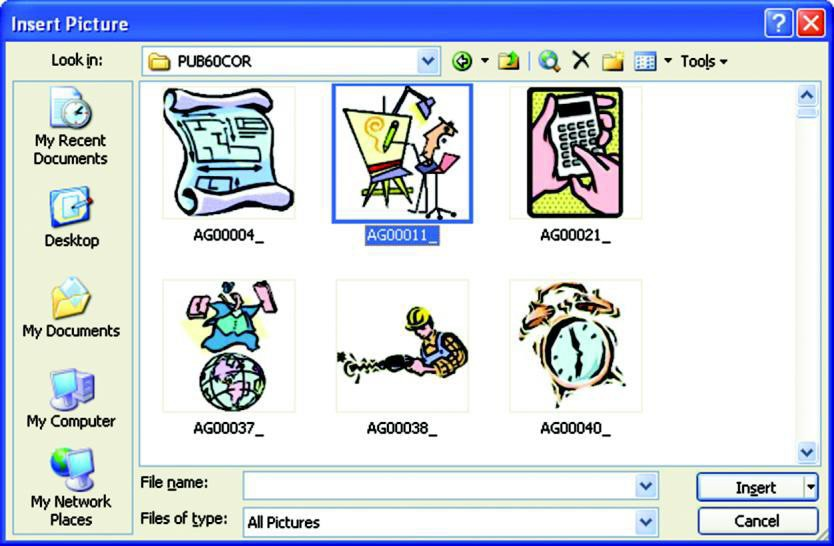 Insert Picture
Look in:
PUB60COR
Tools
My Recent
Documents
Desktop
My Documents
My Computer
My Network
Places
AG00004_
AG00011_
AG00021_
AG00037_
AG00038_
AG00040_
File name:
Insert
Files of type:
All Pictures
Cancel